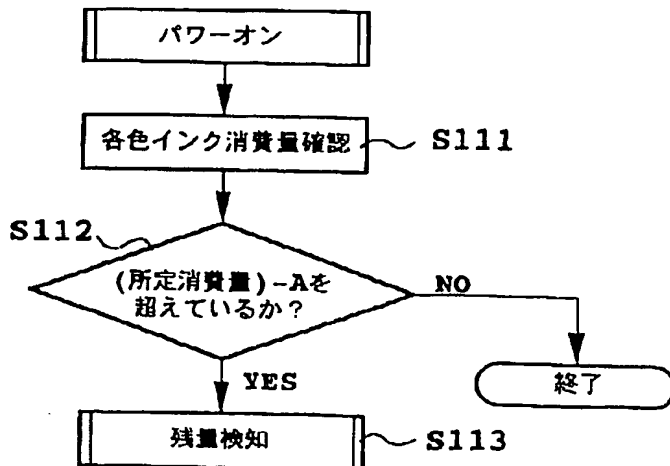 パワーオン
各色インク消費量確認
S111
S112
(所定消費量)-Aを
超えているか?
NO
YES
終了
残量検知
S113